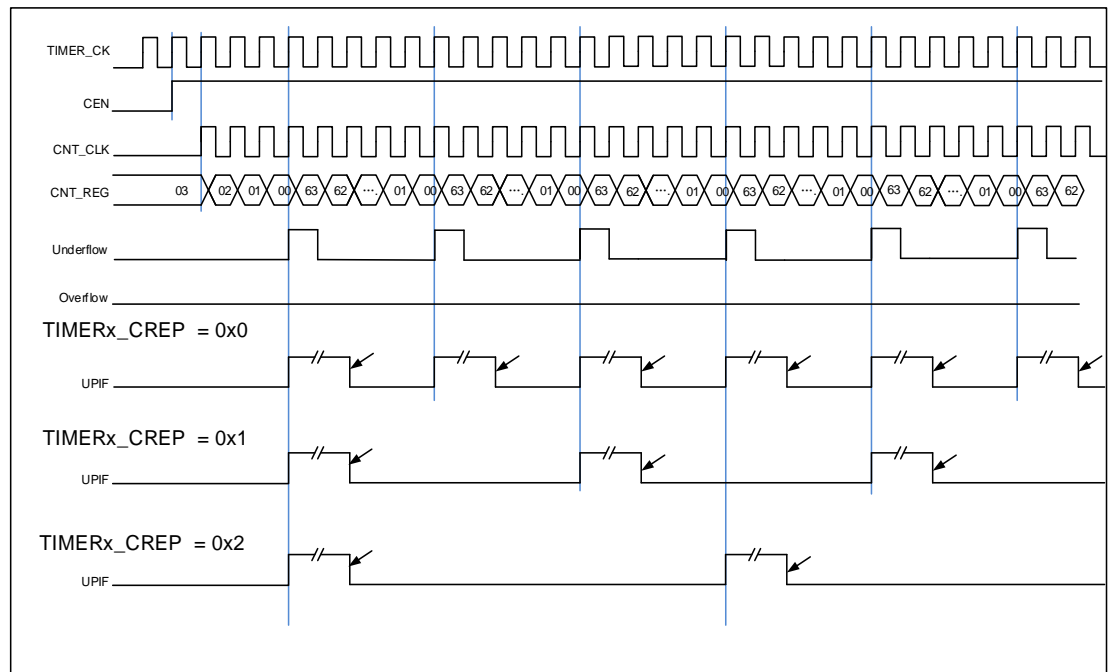 TIMER_CK
CEN
CNT_CLK
CNT_REG 03 02 01 00 63 62 .... 01 00 63 62 .... 01 00 63 62 .... 01 00 63 62 .... 01 00 63 62 .... 01 00 63 62
Underflow
Overflow
TIMERx_CREP = 0x0
UPIF
TIMERx_CREP = 0x1
UPIF
TIMERx_CREP = 0x2
UPIF